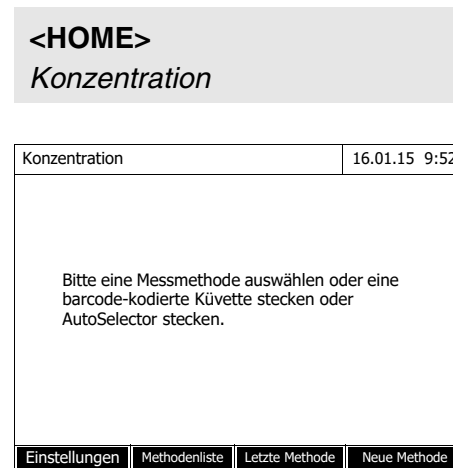 <HOME>
Konzentration
Konzentration 16.01.15 9:52
Bitte eine Messmethode auswählen oder eine
barcode-kodierte Küvette stecken oder
AutoSelector stecken.
Einstellungen Methodenliste Letzte Methode Neue Methode